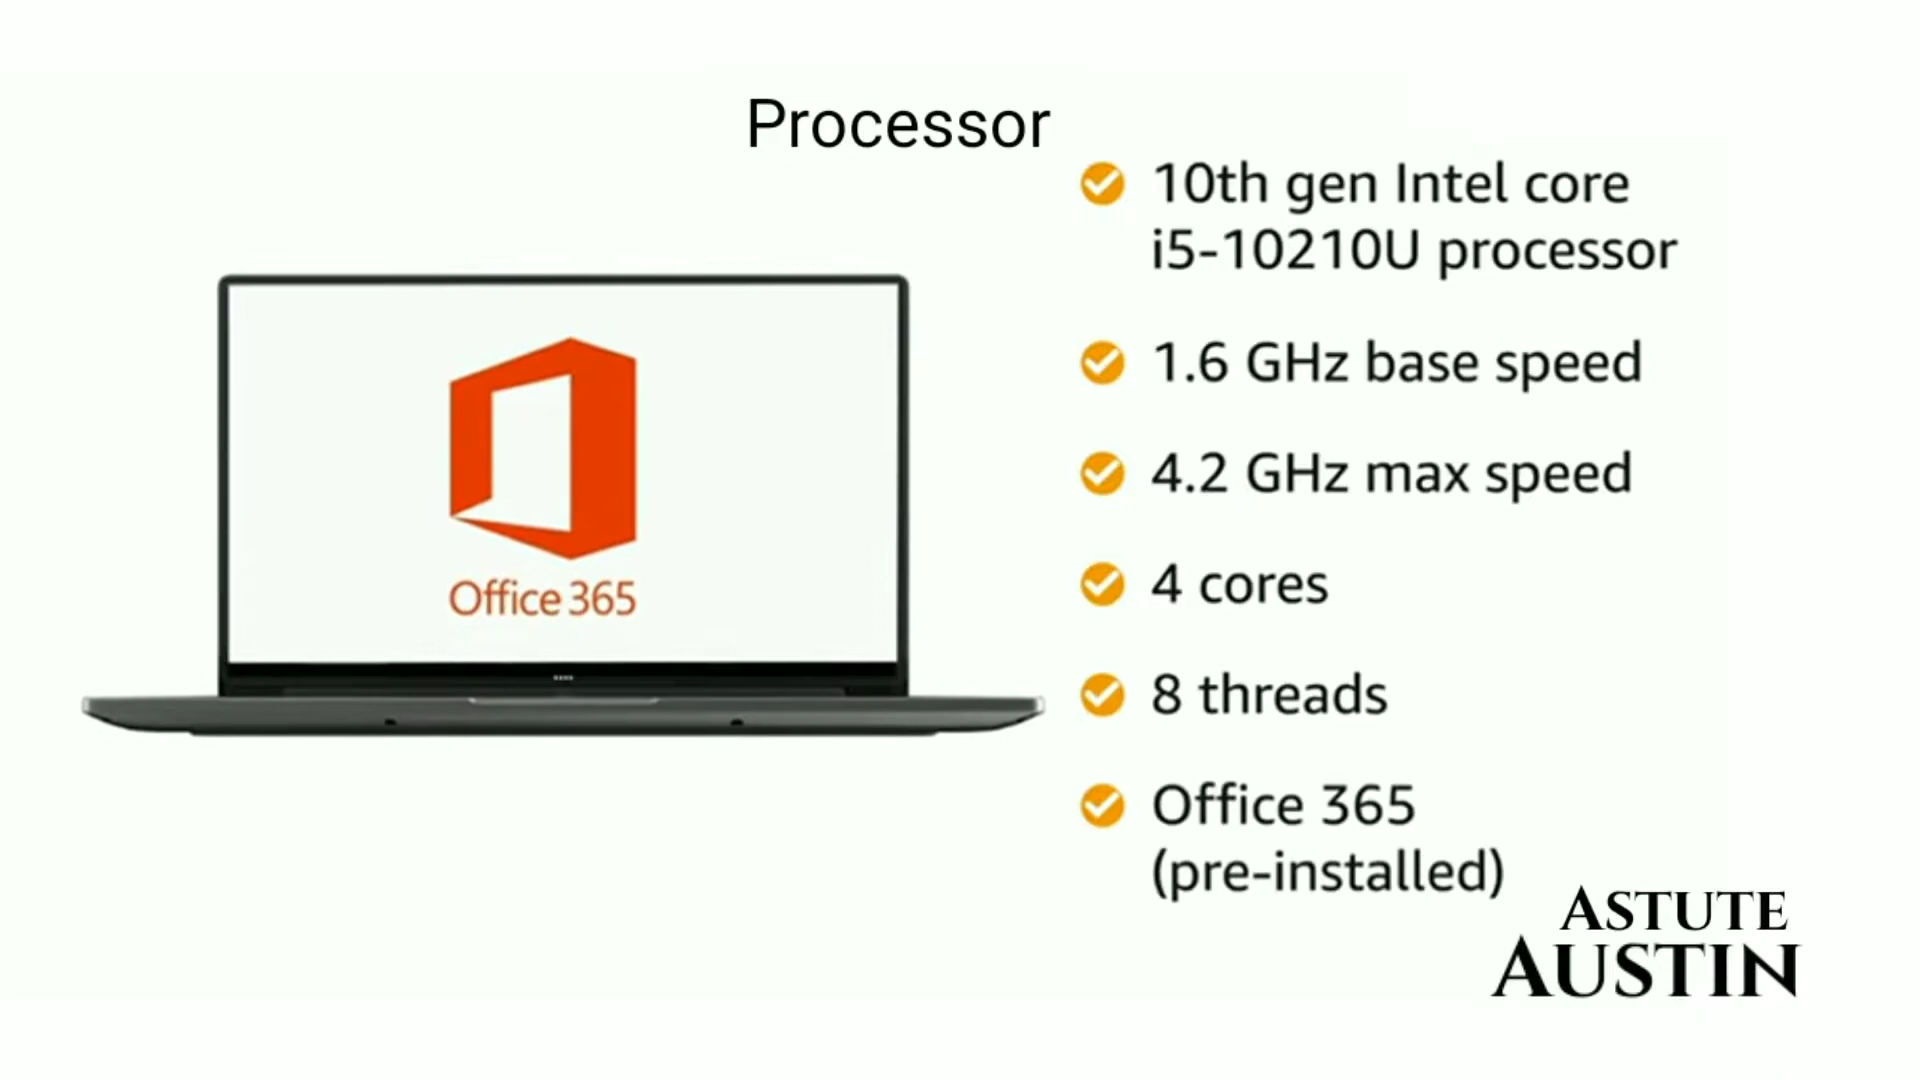 Processor
10th gen Intel core
i5-10210U processor
1.6 GHz base speed
4.2 GHz max speed
4 cores
8 threads
Office 365
(pre-installed)
Office 365
ASTUTE
AUSTIN